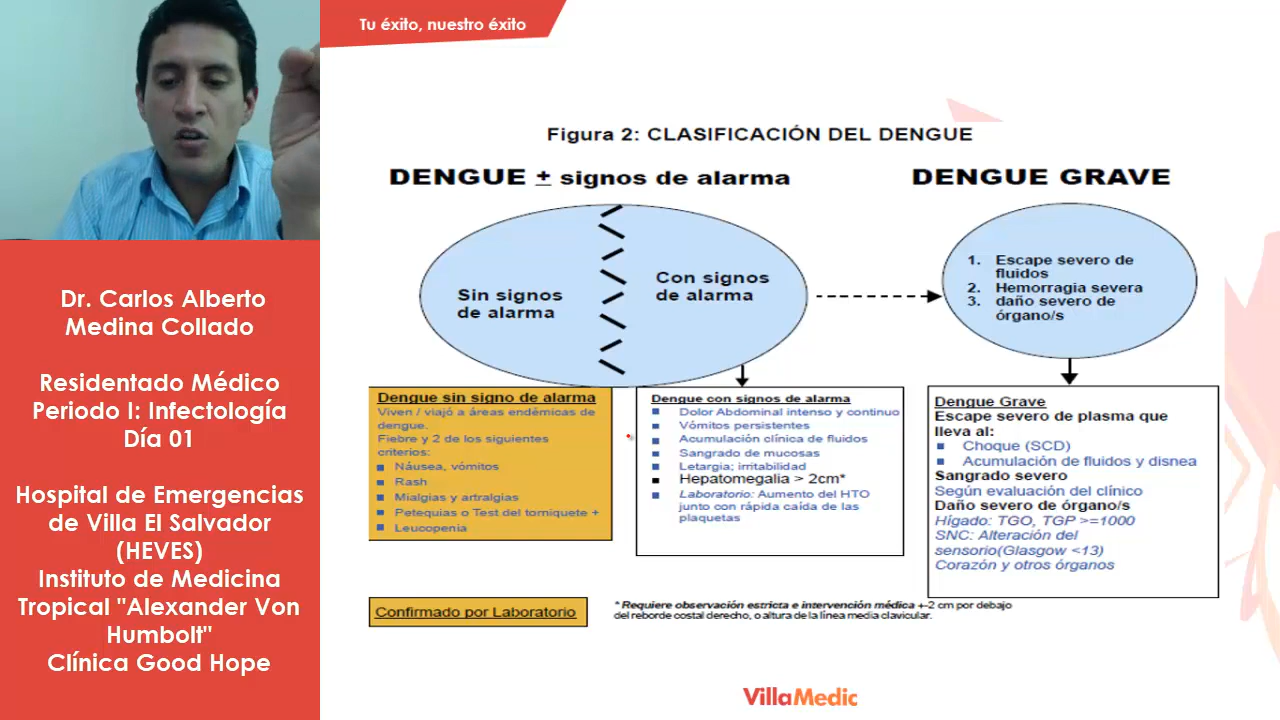 Tu éxito, nuestro éxito
Dr. Carlos Alberto
Medina Collado
Residentado Médico
Periodo I: Infectología
Día 01
Hospital de Emergencias
de Villa El Salvador
(HEVES)
Instituto de Medicina
Tropical "Alexander Von
Humbolt"
Clínica Good Hope
Figura 2: CLASIFICACIÓN DEL DENGUE
DENGUE ± signos de alarma
DENGUE GRAVE
Sin signos
de alarma
Con signos
de alarma
1. Escape severo de
fluidos
2. Hemorragia severa
3. daño severo de
órgano/s
Dengue sin signo de alarma
Viven / viajó a áreas endémicas de
dengue.
Fiebre y 2 de los siguientes
criterios:
Náusea, vómitos
Rash
Mialgias y artralgias
Petequias o Test del torniquete +
Leucopenia
Dengue con signos de alarma
Dolor Abdominal intenso y continuo
Vómitos persistentes
Acumulación clínica de fluidos
Sangrado de mucosas
Letargia; irritabilidad
Hepatomegalia > 2cm*
Laboratorio: Aumento del HTO
junto con rápida caída de las
plaquetas
Dengue Grave
Escape severo de plasma que
lleva al:
Choque (SCD)
Acumulación de fluidos y disnea
Sangrado severo
Según evaluación del clínico
Daño severo de órgano/s
Hígado: TGO, TGP >=1000
SNC: Alteración del
sensorio(Glasgow <13)
Corazón y otros órganos
Confirmado por Laboratorio
* Requiere observación estricta e intervención médica +-2 cm por debajo
del reborde costal derecho, o altura de la línea media clavicular.
VillaMedic